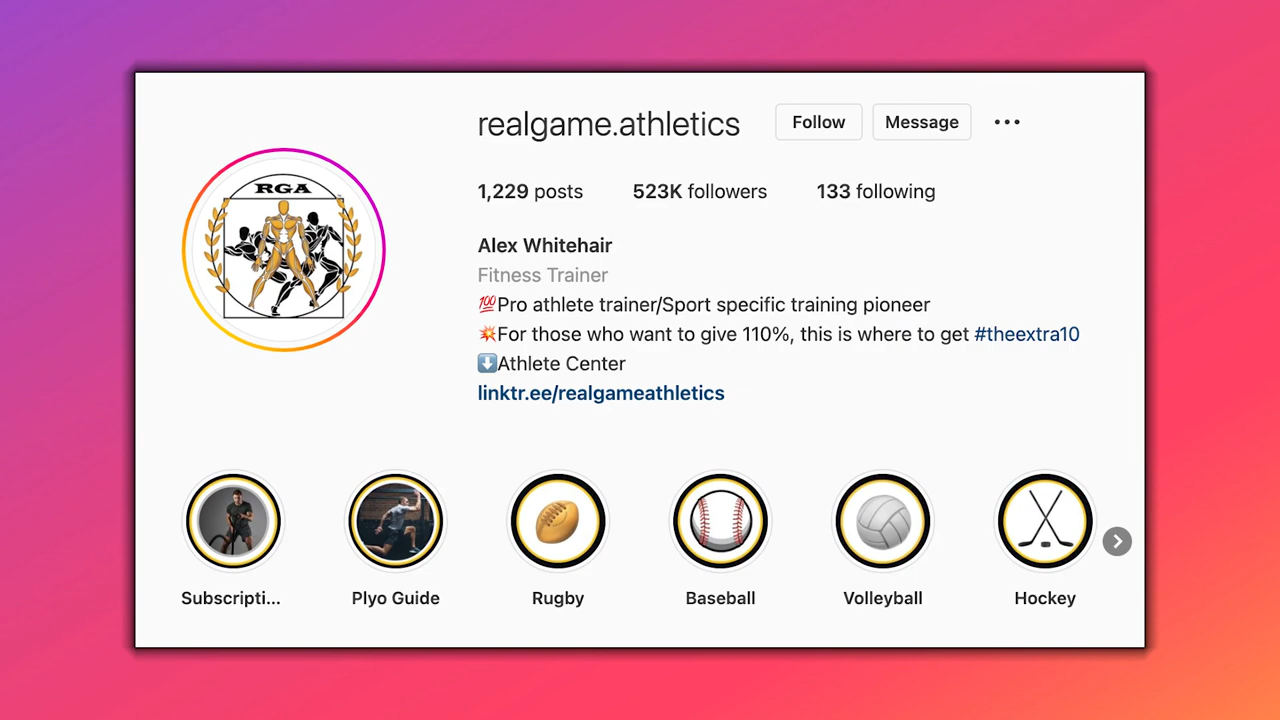 realgame.athletics Follow Message
RGA
1,229 posts 523K followers 133 following
Alex Whitehair
Fitness Trainer
💯Pro athlete trainer/Sport specific training pioneer
💥For those who want to give 110%, this is where to get #theextra10
⬇️Athlete Center
linktr.ee/realgameathletics
Subscripti... Plyo Guide Rugby Baseball Volleyball Hockey